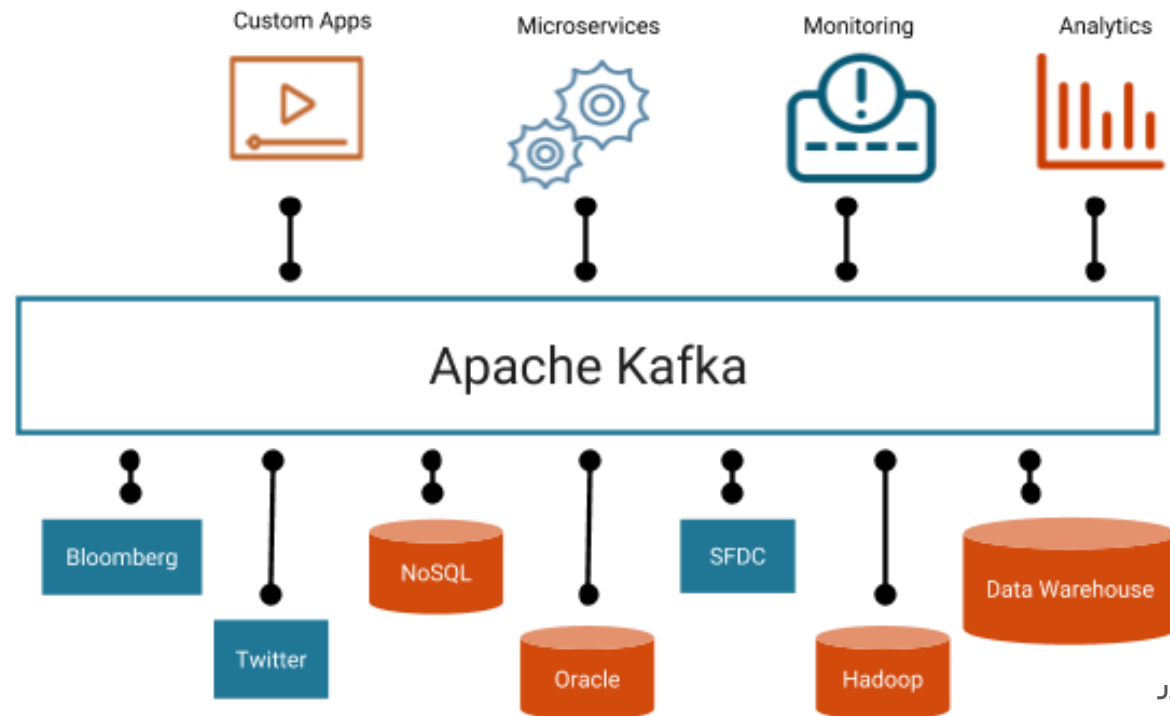 Custom Apps
Microservices
Monitoring
Analytics
Apache Kafka
Bloomberg
NoSQL
SFDC
Data Warehouse
Twitter
Oracle
Hadoop